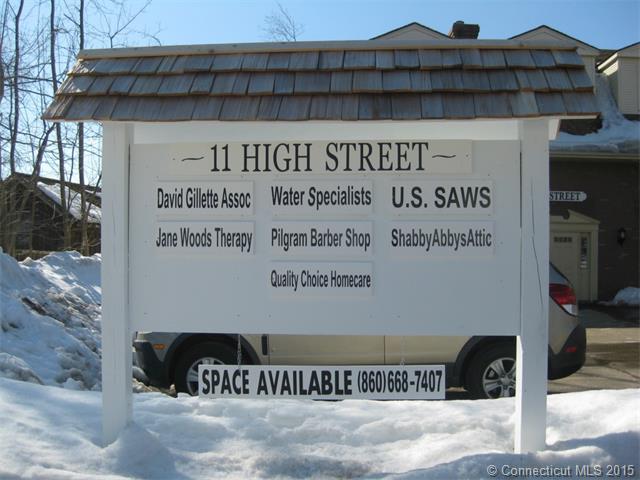 ~11 HIGH STREET~
David Gillette Assoc Water Specialists U.S. SAWS
Jane Woods Therapy Pilgram Barber Shop ShabbyAbbysAttic
Quality Choice Homecare
STREET
SPACE AVAILABLE (860)668-7407
© Connecticut MLS 2015